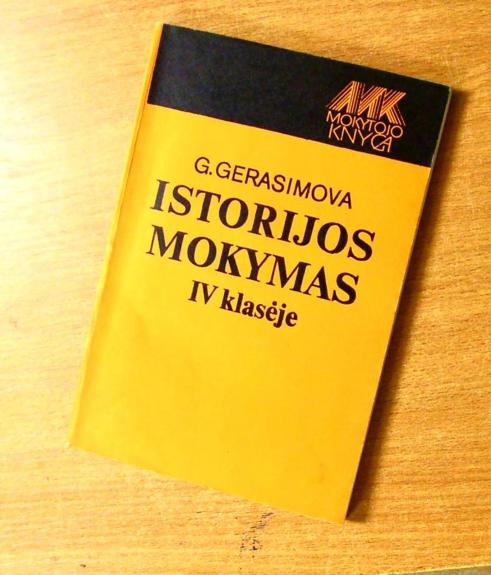 MK
MOKYTOJO
KNYGA
G. GERASIMOVA
ISTORIJOS
MOKYMAS
IV klasėje